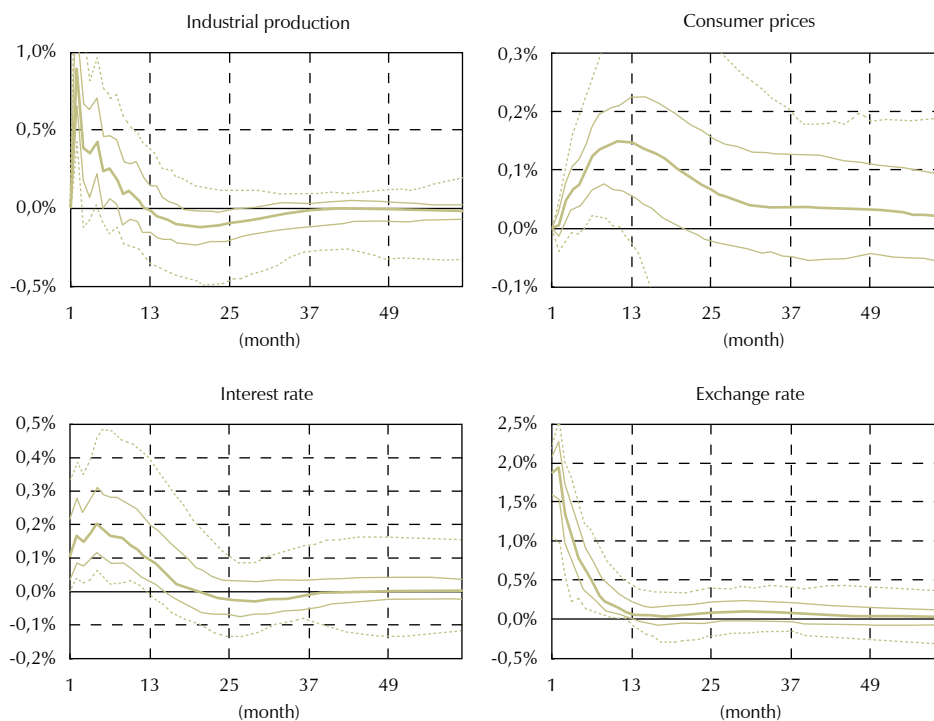 Industrial production
1,0%
0,5%
0,0%
-0,5%
1 13 25 37 49
(month)
Consumer prices
0,3%
0,2%
0,1%
0,0%
-0,1%
1 13 25 37 49
(month)
Interest rate
0,5%
0,4%
0,3%
0,2%
0,1%
0,0%
-0,1%
-0,2%
1 13 25 37 49
(month)
Exchange rate
2,5%
2,0%
1,5%
1,0%
0,5%
0,0%
-0,5%
1 13 25 37 49
(month)